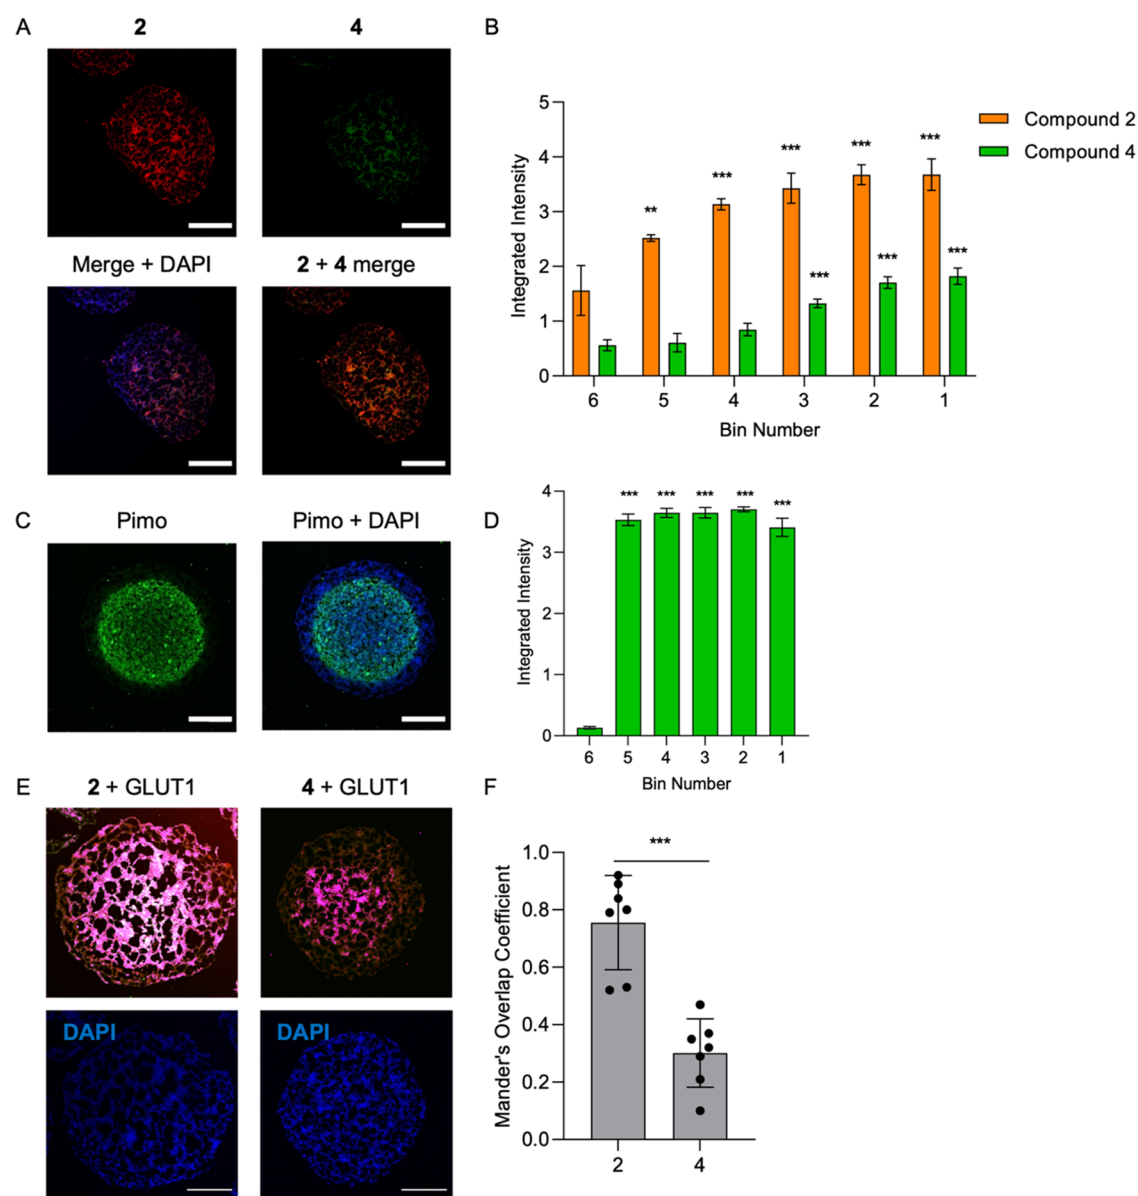 A
2
4
Merge + DAPI
2 + 4 merge
B
5
4
3
2
1
0
Integrated Intensity
** *** *** *** ***
*** *** ***
6 5 4 3 2 1
Bin Number
Compound 2
Compound 4
C
Pimo
Pimo + DAPI
D
4
3
2
1
0
Integrated Intensity
*** *** *** *** ***
6 5 4 3 2 1
Bin Number
E
2 + GLUT1
4 + GLUT1
DAPI
DAPI
F
1.0
0.8
0.6
0.4
0.2
0.0
Mander's Overlap Coefficient
***
2 4